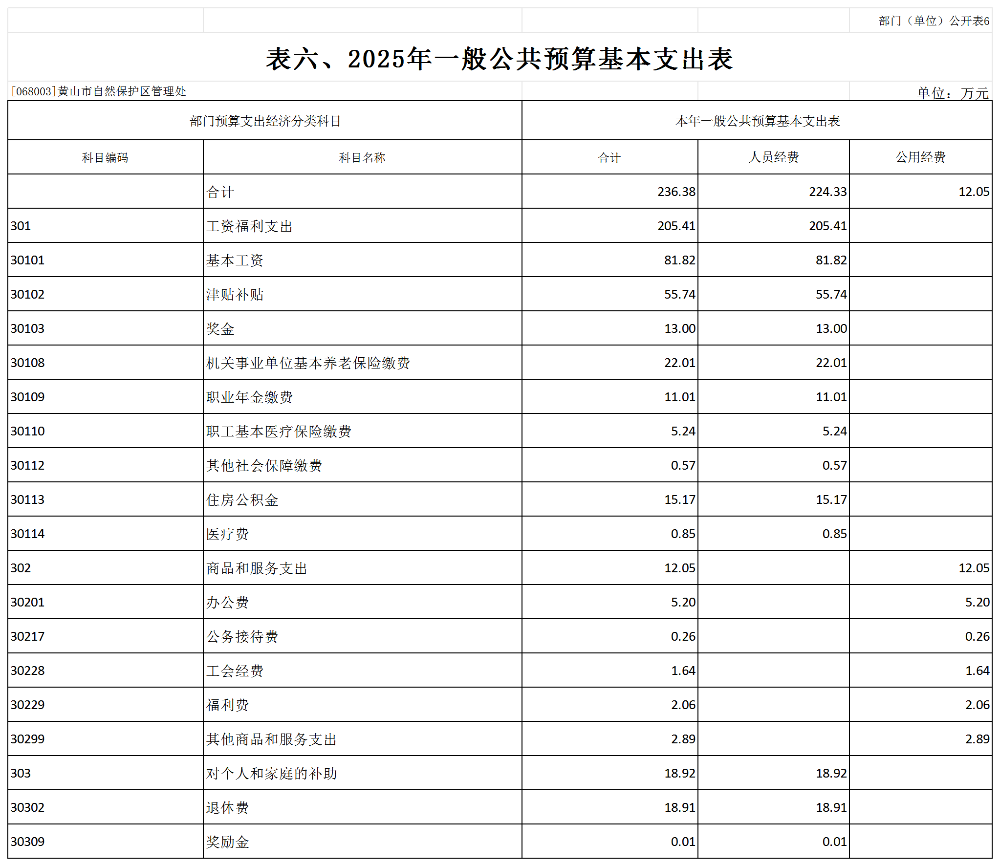 部门（单位）公开表6
表六、2025年一般公共预算基本支出表
[068003]黄山市自然保护区管理处 单位：万元
部门预算支出经济分类科目 本年一般公共预算基本支出表
科目编码 科目名称 合计 人员经费 公用经费
合计 236.38 224.33 12.05
301 工资福利支出 205.41 205.41
30101 基本工资 81.82 81.82
30102 津贴补贴 55.74 55.74
30103 奖金 13.00 13.00
30108 机关事业单位基本养老保险缴费 22.01 22.01
30109 职业年金缴费 11.01 11.01
30110 职工基本医疗保险缴费 5.24 5.24
30112 其他社会保障缴费 0.57 0.57
30113 住房公积金 15.17 15.17
30114 医疗费 0.85 0.85
302 商品和服务支出 12.05 12.05
30201 办公费 5.20 5.20
30217 公务接待费 0.26 0.26
30228 工会经费 1.64 1.64
30229 福利费 2.06 2.06
30299 其他商品和服务支出 2.89 2.89
303 对个人和家庭的补助 18.92 18.92
30302 退休费 18.91 18.91
30309 奖励金 0.01 0.01